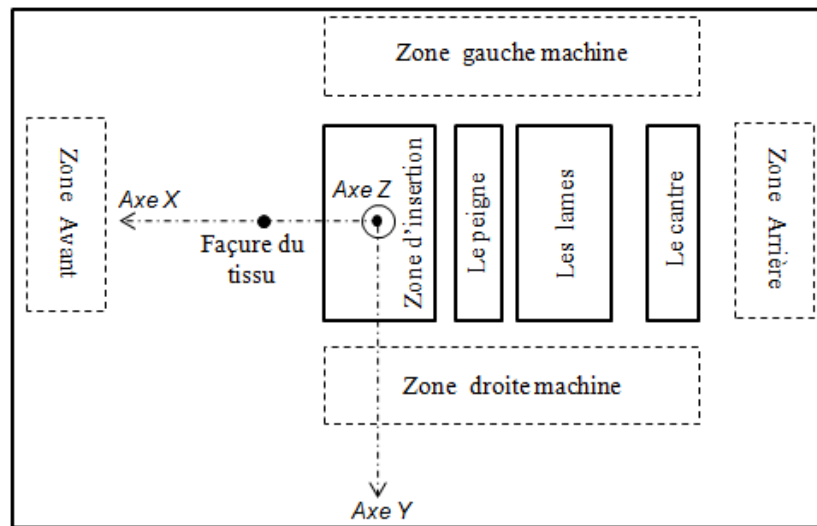 Zone gauche machine
Zone Avant
Axe X
Façure du
tissu
Axe Z
Zone d'insertion
Le peigne
Les lames
Le cantre
Zone Arrière
Zone droite machine
Axe Y